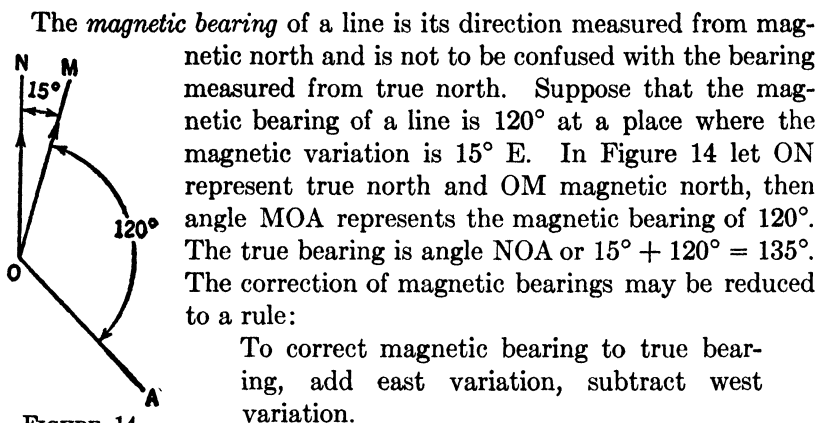 The magnetic bearing of a line is its direction measured from mag-
netic north and is not to be confused with the bearing
measured from true north. Suppose that the mag-
netic bearing of a line is 120° at a place where the
magnetic variation is 15° E. In Figure 14 let ON
represent true north and OM magnetic north, then
angle MOA represents the magnetic bearing of 120°.
The true bearing is angle NOA or 15° + 120° = 135°.
The correction of magnetic bearings may be reduced
to a rule:
To correct magnetic bearing to true bear-
ing, add east variation, subtract west
variation.
N M
15°
120°
O
A
FIGURE 14